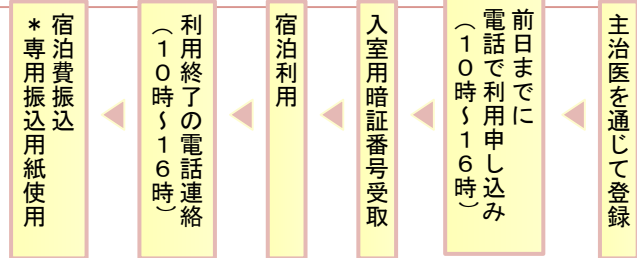 主治医を通じて登録
前日までに
電話で利用申し込み
（１０時～１６時）
入室用暗証番号受取
宿泊利用
利用終了の電話連絡
（１０時～１６時）
宿泊費振込
＊専用振込用紙使用